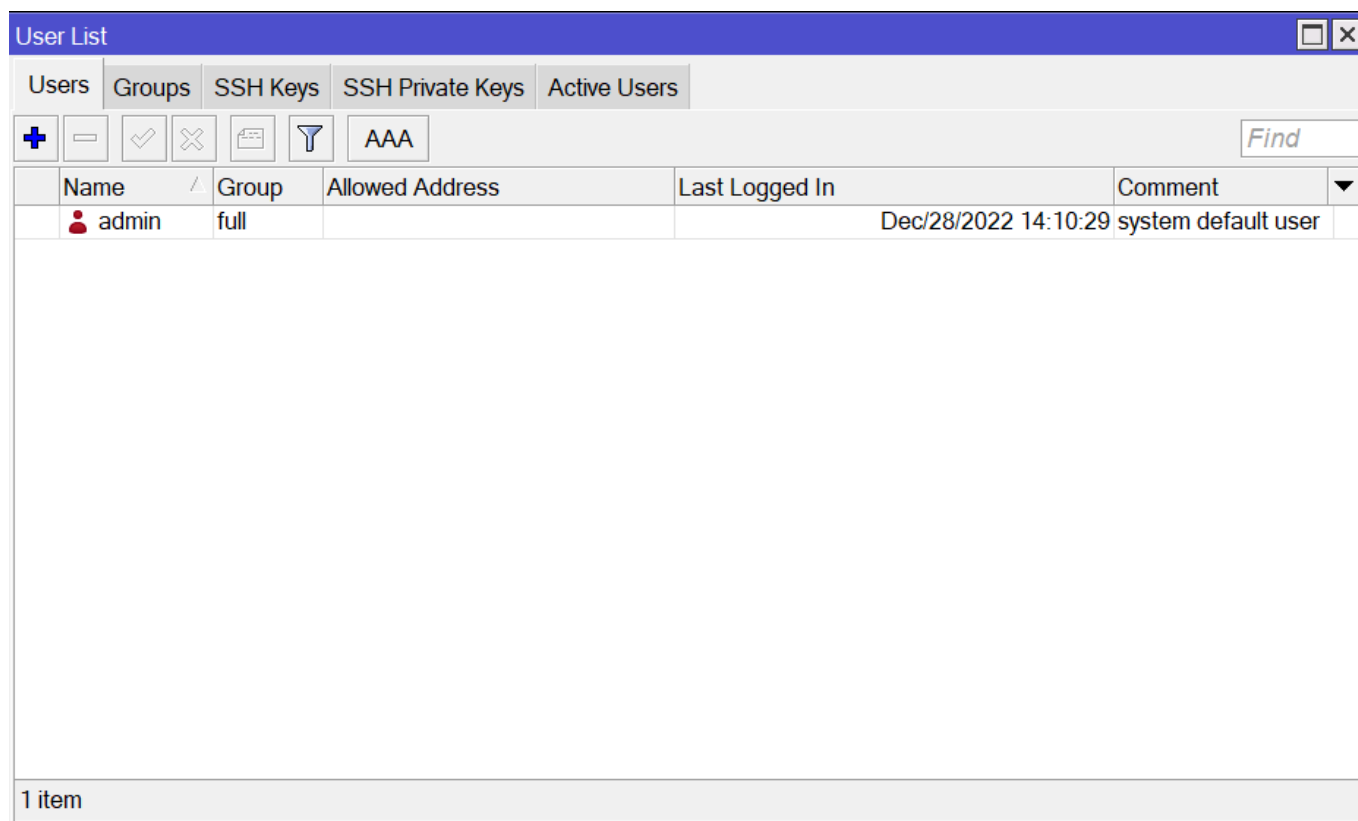 User List
Users Groups SSH Keys SSH Private Keys Active Users
AAA Find
Name Group Allowed Address Last Logged In Comment
admin full Dec/28/2022 14:10:29 system default user
1 item